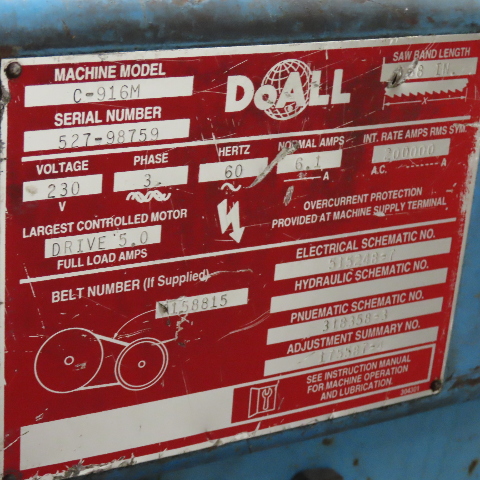 MACHINE MODEL
C-916M
SERIAL NUMBER
527-98759
DOALL
SAW BAND LENGTH
IN.
X
VOLTAGE
230
V
PHASE
3
HERTZ
60
NORMAL AMPS
6.1
A
INT. RATE AMPS RMS SYM.
200000
A.C. A
LARGEST CONTROLLED MOTOR
DRIVE 5.0
FULL LOAD AMPS
OVERCURRENT PROTECTION
PROVIDED AT MACHINE SUPPLY TERMINAL
BELT NUMBER (If Supplied)
158815
ELECTRICAL SCHEMATIC NO.
HYDRAULIC SCHEMATIC NO.
PNUEMATIC SCHEMATIC NO.
ADJUSTMENT SUMMARY NO.
SEE INSTRUCTION MANUAL
FOR MACHINE OPERATION
AND LUBRICATION.
394301